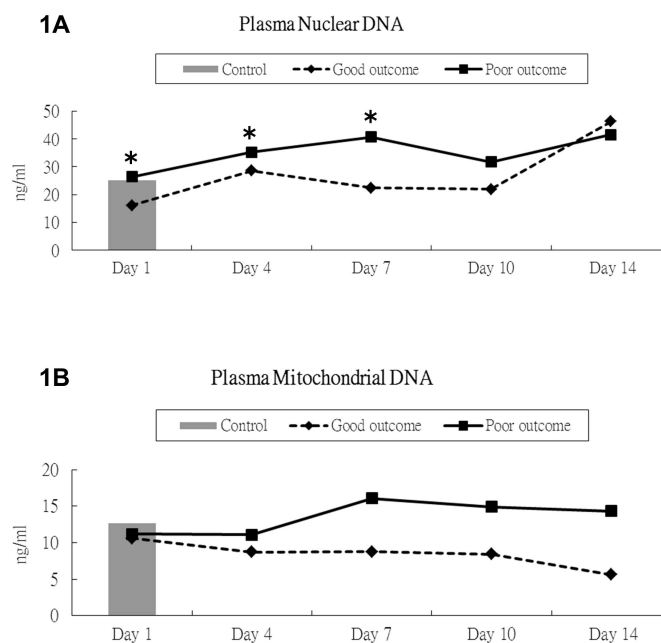 1A
Plasma Nuclear DNA
Control Good outcome Poor outcome
50
40
30
20
10
0
ng/ml
* * *
Day 1 Day 4 Day 7 Day 10 Day 14
1B
Plasma Mitochondrial DNA
Control Good outcome Poor outcome
20
15
10
5
0
ng/ml
Day 1 Day 4 Day 7 Day 10 Day 14